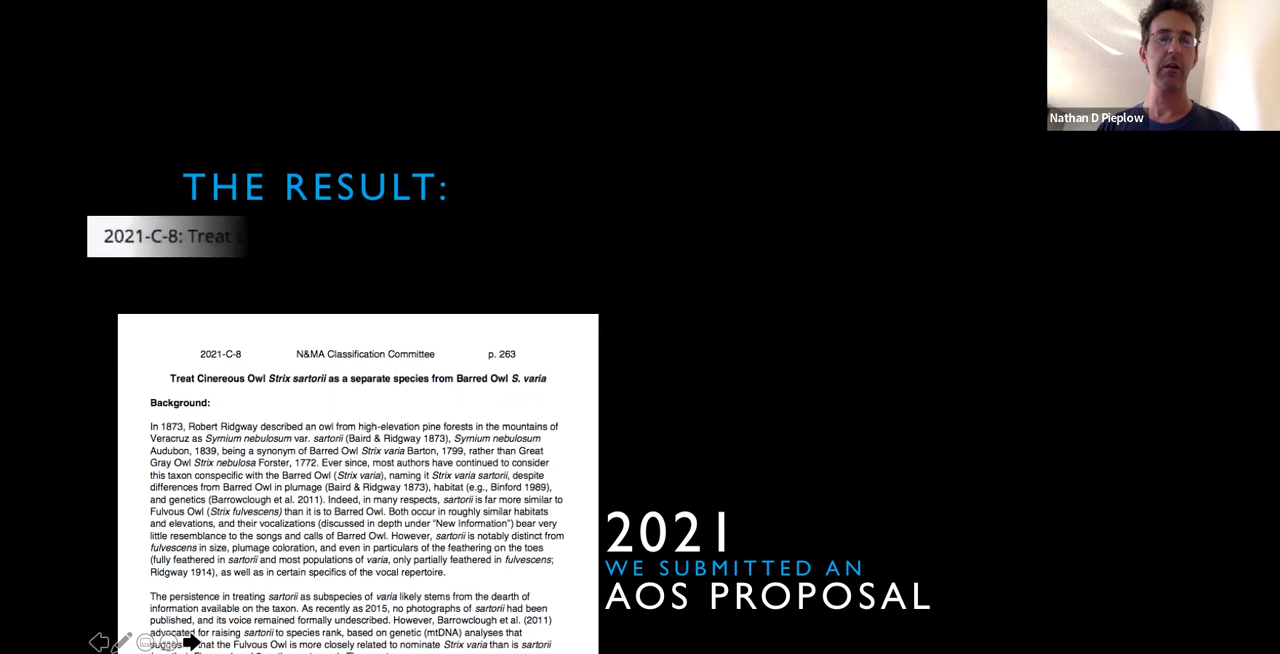 Nathan D Pieplow
THE RESULT:
2021-C-8: Treat
2021-C-8 N&MA Classification Committee p. 263
Treat Cinereous Owl Strix sartorii as a separate species from Barred Owl S. varia
Background:
In 1873, Robert Ridgway described an owl from high-elevation pine forests in the mountains of
Veracruz as Syrnium nebulosum var. sartorii (Baird & Ridgway 1873), Syrnium nebulosum
Audubon, 1839, being a synonym of Barred Owl Strix varia Barton, 1799, rather than Great
Gray Owl Strix nebulosa Forster, 1772. Ever since, most authors have continued to consider
this taxon conspecific with the Barred Owl (Strix varia), naming it Strix varia sartorii, despite
differences from Barred Owl in plumage (Baird & Ridgway 1873), habitat (e.g., Binford 1989),
and genetics (Barrowclough et al. 2011). Indeed, in many respects, sartorii is far more similar to
Fulvous Owl (Strix fulvescens) than it is to Barred Owl. Both occur in roughly similar habitats
and elevations, and their vocalizations (discussed in depth under "New Information") bear very
little resemblance to the songs and calls of Barred Owl. However, sartorii is notably distinct from
fulvescens in size, plumage coloration, and even in particulars of the feathering on the toes
(fully feathered in sartorii and most populations of varia, only partially feathered in fulvescens;
Ridgway 1914), as well as in certain specifics of the vocal repertoire.
The persistence in treating sartorii as subspecies of varia likely stems from the dearth of
information available on the taxon. As recently as 2015, no photographs of sartorii had been
published, and its voice remained formally undescribed. However, Barrowclough et al. (2011)
advocated for raising sartorii to species rank, based on genetic (mtDNA) analyses that
that the Fulvous Owl is more closely related to nominate Strix varia than is sartorii
2021
WE SUBMITTED AN
AOS PROPOSAL